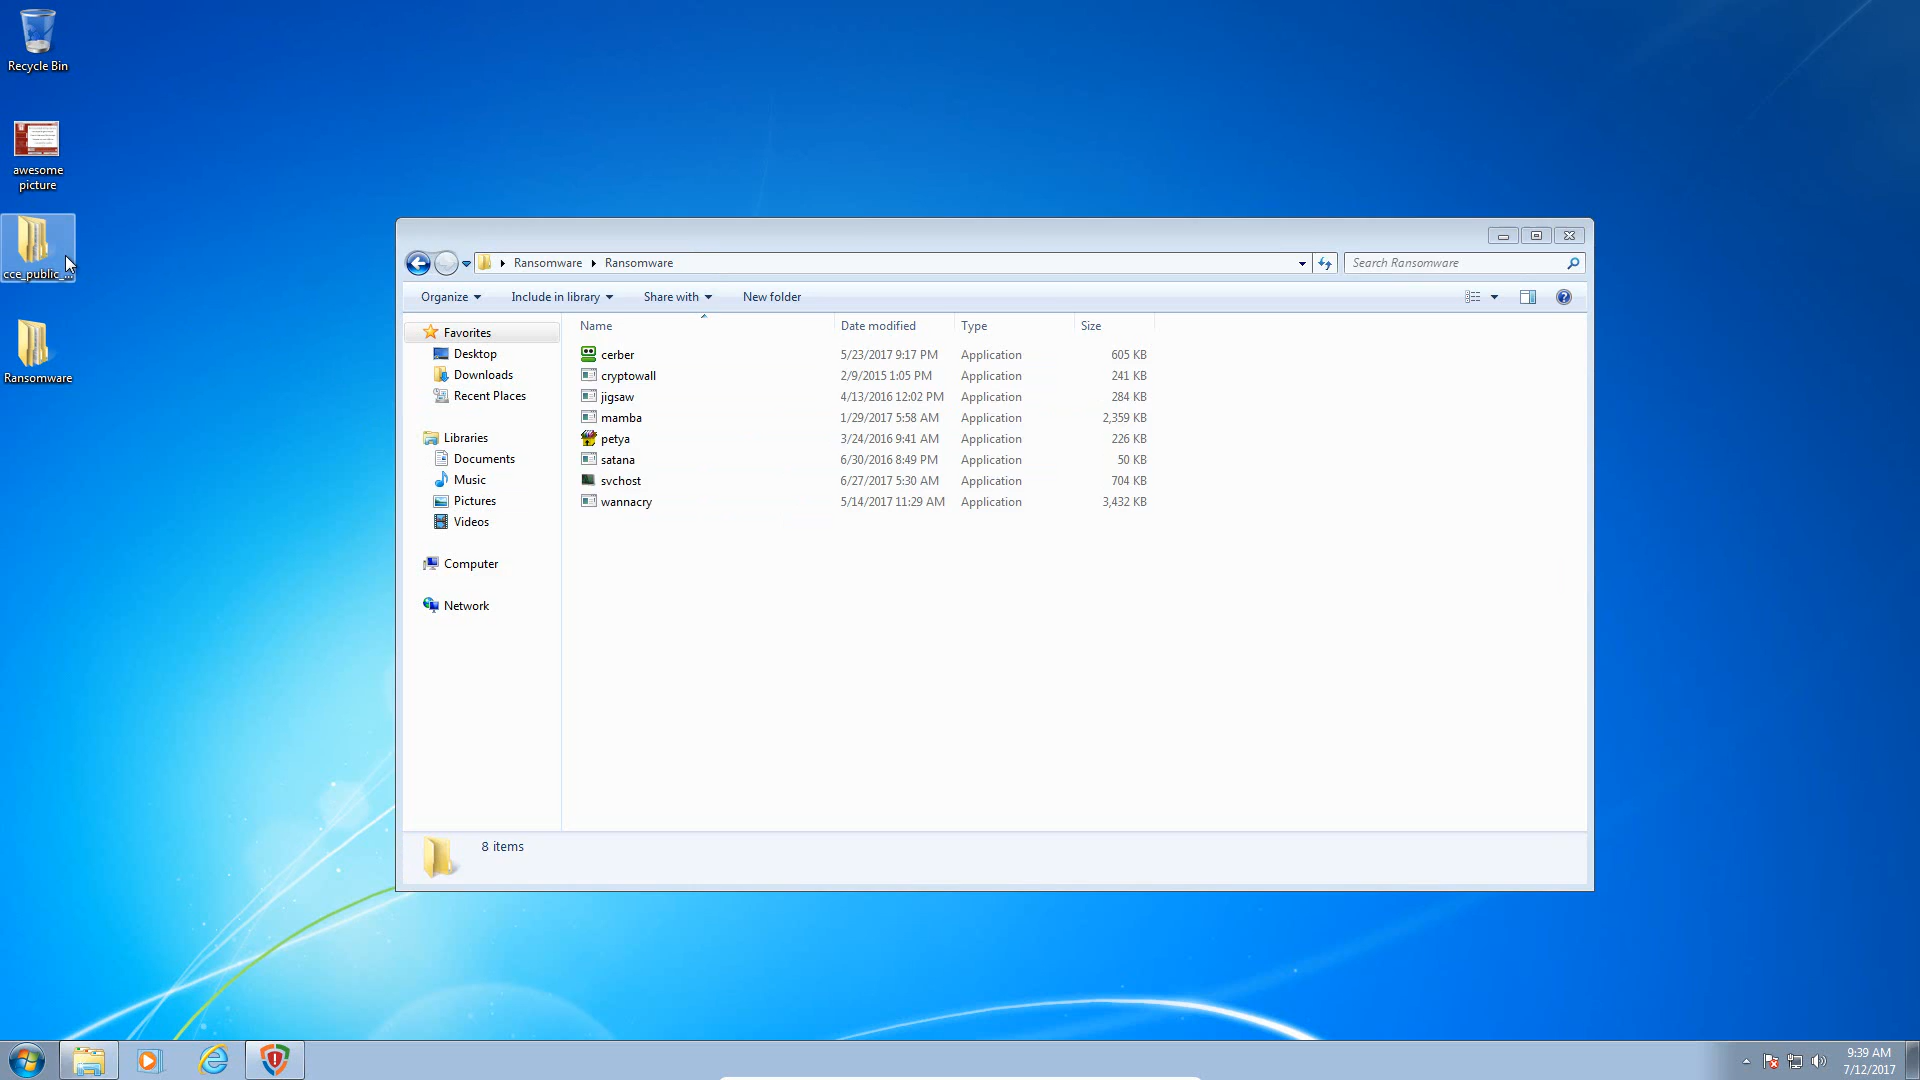 Recycle Bin
awesome
picture
cce_public_...
Ransomware
Ransomware
Ransomware
Search Ransomware
Organize
Include in library
Share with
New folder
Name
Date modified
Type
Size
Favorites
Desktop
Downloads
Recent Places
Libraries
Documents
Music
Pictures
Videos
Computer
Network
cerber 5/23/2017 9:17 PM Application 605 KB
cryptowall 2/9/2015 1:05 PM Application 241 KB
jigsaw 4/13/2016 12:02 PM Application 284 KB
mamba 1/29/2017 5:58 AM Application 2,359 KB
petya 3/24/2016 9:41 AM Application 226 KB
satana 6/30/2016 8:49 PM Application 50 KB
svchost 6/27/2017 5:30 AM Application 704 KB
wannacry 5/14/2017 11:29 AM Application 3,432 KB
8 items
9:39 AM
7/12/2017